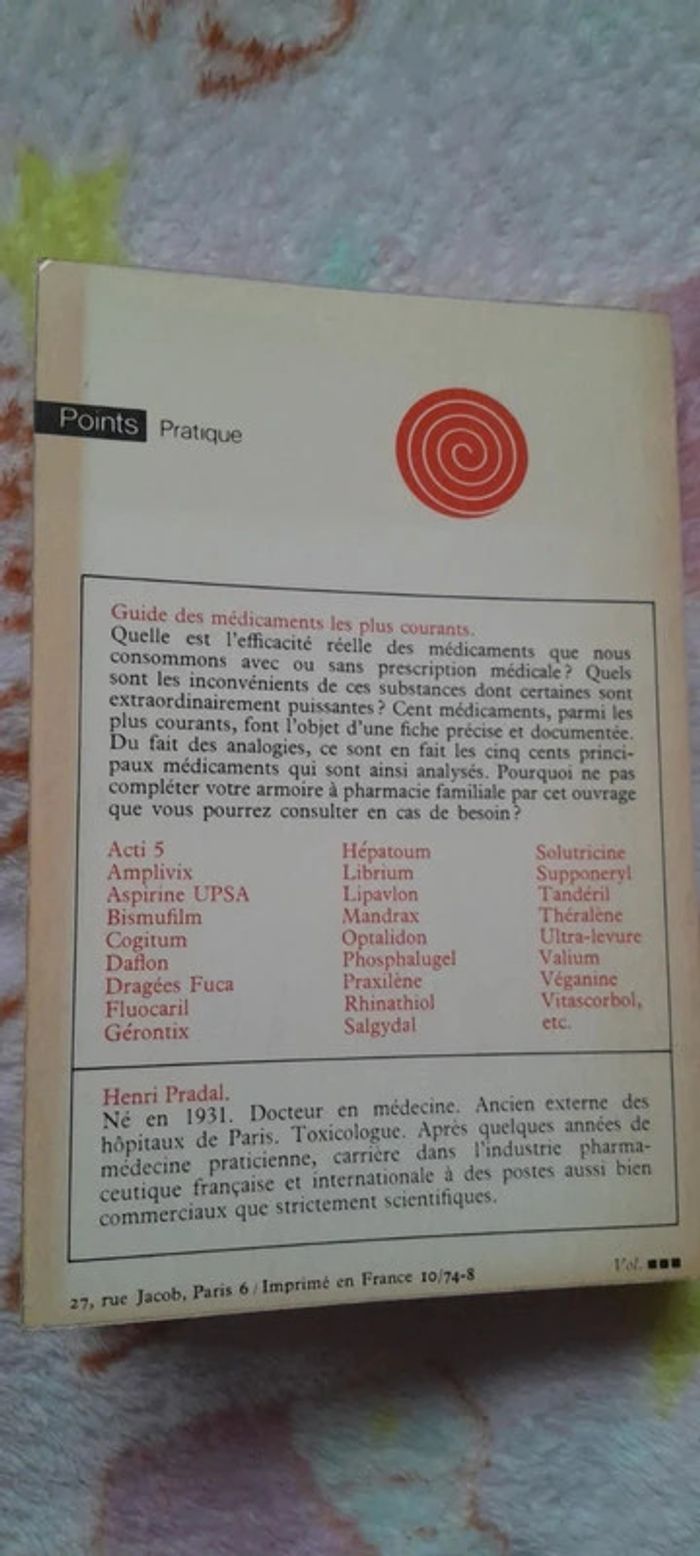 Points Pratique
Guide des médicaments les plus courants.
Quelle est l'efficacité réelle des médicaments que nous
consommons avec ou sans prescription médicale? Quels
sont les inconvénients de ces substances dont certaines sont
extraordinairement puissantes? Cent médicaments, parmi les
plus courants, font l'objet d'une fiche précise et documentée.
Du fait des analogies, ce sont en fait les cinq cents princi-
paux médicaments qui sont ainsi analysés. Pourquoi ne pas
compléter votre armoire à pharmacie familiale par cet ouvrage
que vous pourrez consulter en cas de besoin?
Acti 5
Amplivix
Aspirine UPSA
Bismufilm
Cogitum
Daflon
Dragées Fuca
Fluocaril
Gérontix
Hépatoum
Librium
Lipavlon
Mandrax
Optalidon
Phosphalugel
Praxilène
Rhinathiol
Salgydal
Solutricine
Supponeryl
Tandéril
Théralène
Ultra-levure
Valium
Véganine
Vitascorbol,
etc.
Henri Pradal.
Né en 1931. Docteur en médecine. Ancien externe des
hôpitaux de Paris. Toxicologue. Après quelques années de
médecine praticienne, carrière dans l'industrie pharma-
ceutique française et internationale à des postes aussi bien
commerciaux que strictement scientifiques.
27, rue Jacob, Paris 6 / Imprimé en France 10/74-8
Vol. ■■■